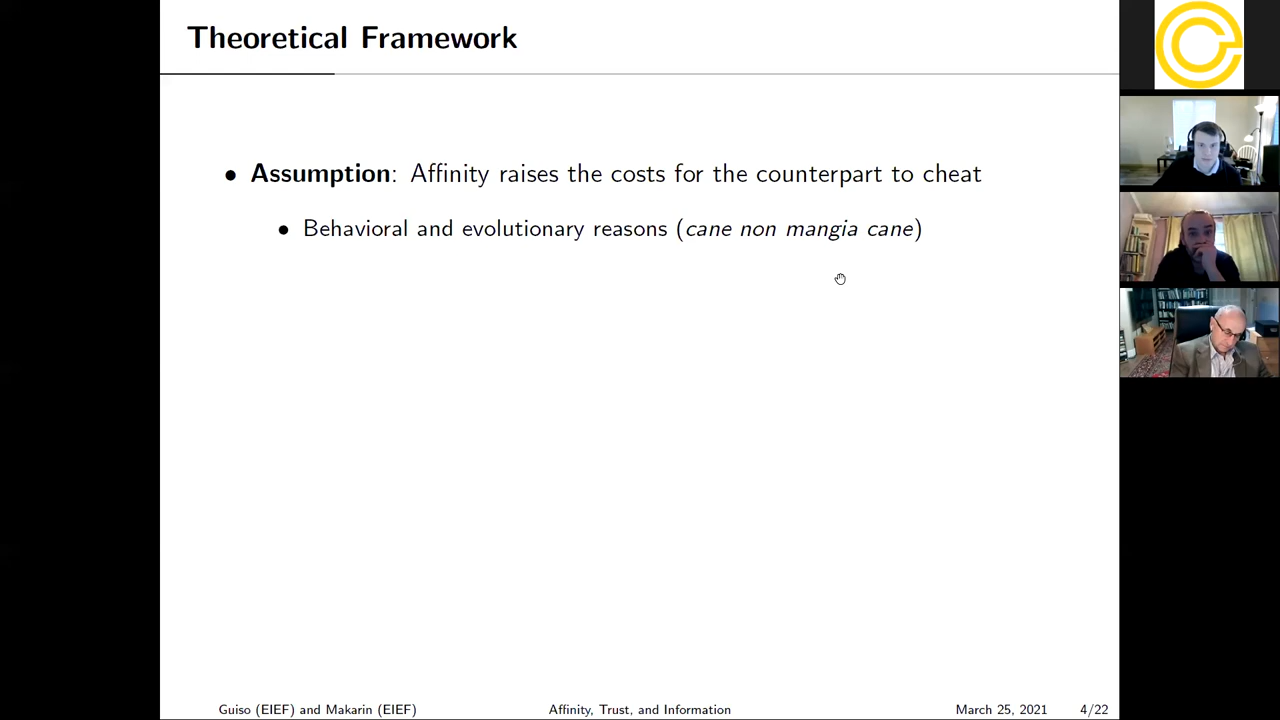 Theoretical Framework
• Assumption: Affinity raises the costs for the counterpart to cheat
• Behavioral and evolutionary reasons (cane non mangia cane)
Guiso (EIEF) and Makarin (EIEF) Affinity, Trust, and Information March 25, 2021 4/22